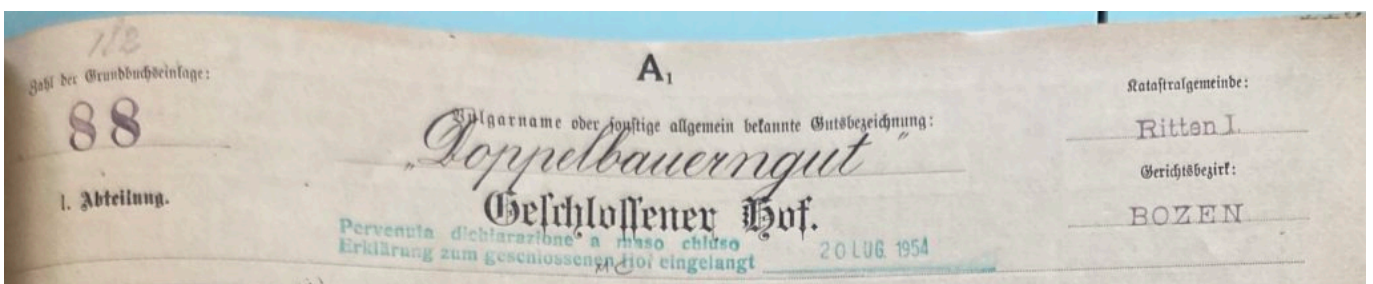 1/2
Zahl der Grundbuchseinlage:
88
I. Abteilung.
A1
Vulgarname oder sonstige allgemein bekannte Gutsbezeichnung:
„Doppelbauerngut"
Geschlossener Hof.
Pervenuta dichiarazione a maso chiuso
Erklärung zum geschlossenen Hof eingelangt 20 LUG. 1954
Katastralgemeinde:
Ritten I.
Gerichtsbezirk:
BOZEN